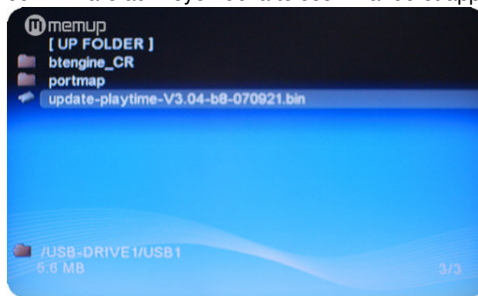 memup
[ UP FOLDER ]
btengine_CR
portmap
update-playtime-V3.04-b8-070921.bin
/USB-DRIVE1/USB1
5.6 MB
3/3